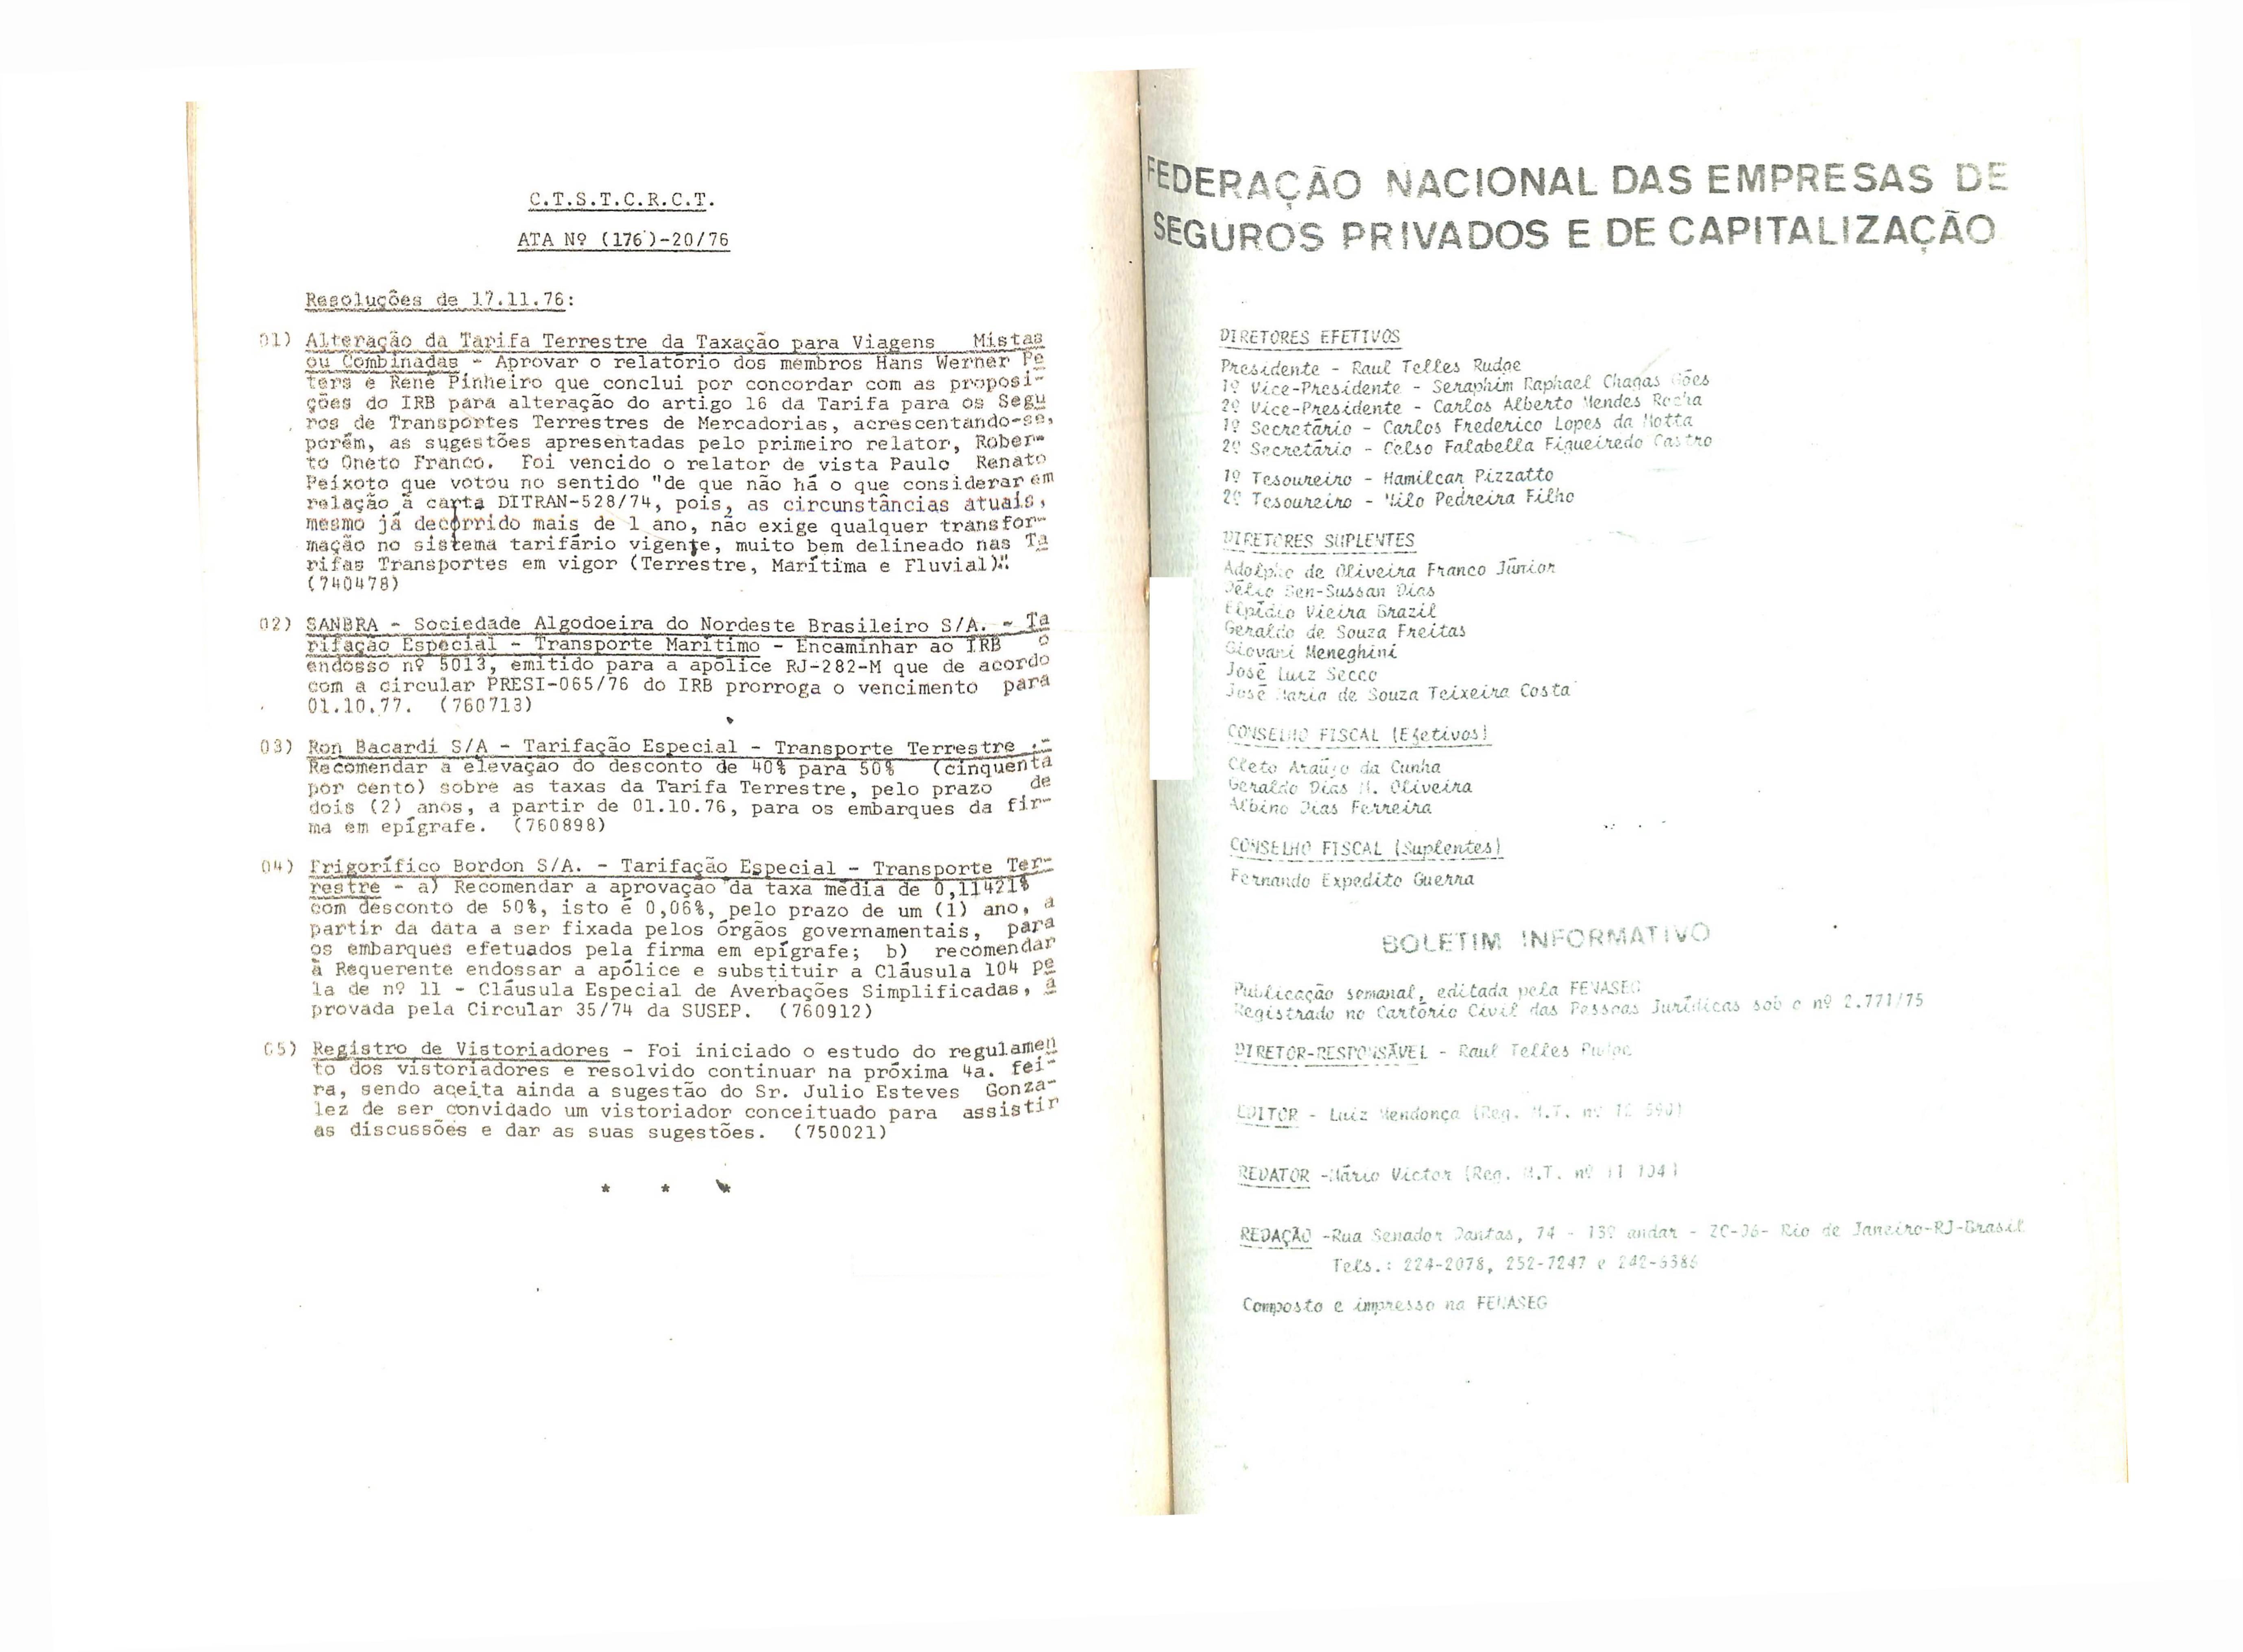 C.T.S.T.C.R.C.T.
ATA Nº (176)-20/76
Resoluções de 17.11.76:
01) Alteração da Tarifa Terrestre da Taxação para Viagens Mistas
ou Combinadas - Aprovar o relatório dos membros Hans Werner Pe
ters e René Pinheiro que conclui por concordar com as proposi-
ções do IRB para alteração do artigo 16 da Tarifa para os Segu
ros de Transportes Terrestres de Mercadorias, acrescentando-se,
porém, as sugestões apresentadas pelo primeiro relator, Rober-
to Oneto Franco. Foi vencido o relator de vista Paulo Renato
Peixoto que votou no sentido "de que não há o que considerar em
relação à carta DITRAN-528/74, pois, as circunstâncias atuais,
mesmo já decorrido mais de 1 ano, não exige qualquer transfor-
mação no sistema tarifário vigente, muito bem delineado nas Ta
rifas Transportes em vigor (Terrestre, Marítima e Fluvial)."
(740478)
02) SANBRA - Sociedade Algodoeira do Nordeste Brasileiro S/A. - Ta
rifação Especial - Transporte Marítimo - Encaminhar ao IRB o
endosso nº 5013, emitido para a apólice RJ-282-M que de acordo
com a circular PRESI-065/76 do IRB prorroga o vencimento para
01.10.77. (760713)
03) Ron Bacardi S/A - Tarifação Especial - Transporte Terrestre .-
Recomendar a elevação do desconto de 40% para 50% (cinquenta
por cento) sobre as taxas da Tarifa Terrestre, pelo prazo de
dois (2) anos, a partir de 01.10.76, para os embarques da fir-
ma em epígrafe. (760898)
04) Frigorífico Bordon S/A. - Tarifação Especial - Transporte Ter-
restre - a) Recomendar a aprovação da taxa média de 0,11421%
com desconto de 50%, isto é 0,06%, pelo prazo de um (1) ano, a
partir da data a ser fixada pelos órgãos governamentais, para
os embarques efetuados pela firma em epígrafe; b) recomendar
à Requerente endossar a apólice e substituir a Cláusula 104 pe
la de nº 11 - Cláusula Especial de Averbações Simplificadas, a
provada pela Circular 35/74 da SUSEP. (760912)
05) Registro de Vistoriadores - Foi iniciado o estudo do regulamen
to dos vistoriadores e resolvido continuar na próxima 4a. fei-
ra, sendo aceita ainda a sugestão do Sr. Julio Esteves Gonza-
lez de ser convidado um vistoriador conceituado para assistir
as discussões e dar as suas sugestões. (750021)
* * *
FEDERAÇÃO NACIONAL DAS EMPRESAS DE
SEGUROS PRIVADOS E DE CAPITALIZAÇÃO
DIRETORES EFETIVOS
Presidente - Raul Telles Rudge
1º Vice-Presidente - Seraphim Raphael Chagas Góes
2º Vice-Presidente - Carlos Alberto Mendes Rocha
1º Secretário - Carlos Frederico Lopes da Motta
2º Secretário - Celso Falabella Figueiredo Castro
1º Tesoureiro - Hamilcar Pizzatto
2º Tesoureiro - Nilo Pedreira Filho
DIRETORES SUPLENTES
Adolpho de Oliveira Franco Júnior
Délio Ben-Sussan Dias
Elpídio Vieira Brazil
Geraldo de Souza Freitas
Giovani Meneghini
José Luiz Secco
José Maria de Souza Teixeira Costa
CONSELHO FISCAL (Efetivos)
Cleto Araújo da Cunha
Geraldo Dias M. Oliveira
Albino Dias Ferreira
CONSELHO FISCAL (Suplentes)
Fernando Expedito Guerra
BOLETIM INFORMATIVO
Publicação semanal, editada pela FENASEG
Registrado no Cartório Civil das Pessoas Jurídicas sob o nº 2.771/75
DIRETOR-RESPONSÁVEL - Raul Telles Rudge
EDITOR - Luiz Mendonça (Reg. M.T. nº 12 590)
REDATOR -Mário Victor (Reg. M.T. nº 11 104)
REDAÇÃO -Rua Senador Dantas, 74 - 13º andar - ZC-06- Rio de Janeiro-RJ-Brasil
Tels.: 224-2078, 252-7247 e 242-6386
Composto e impresso na FENASEG